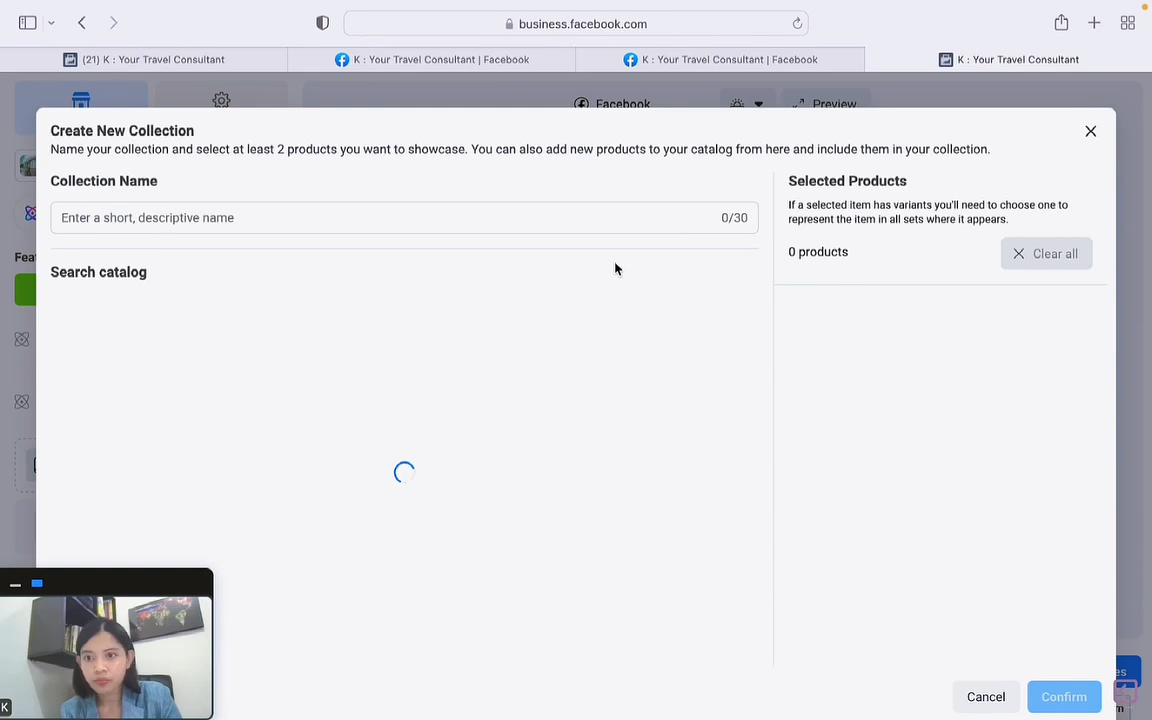 business.facebook.com
(21) K : Your Travel Consultant
K : Your Travel Consultant | Facebook
K : Your Travel Consultant | Facebook
K : Your Travel Consultant
Facebook
Preview
Create New Collection
Name your collection and select at least 2 products you want to showcase. You can also add new products to your catalog from here and include them in your collection.
Collection Name
Enter a short, descriptive name
0/30
Search catalog
Selected Products
If a selected item has variants you'll need to choose one to
represent the item in all sets where it appears.
0 products
Clear all
Fea
Cancel
Confirm
es
K